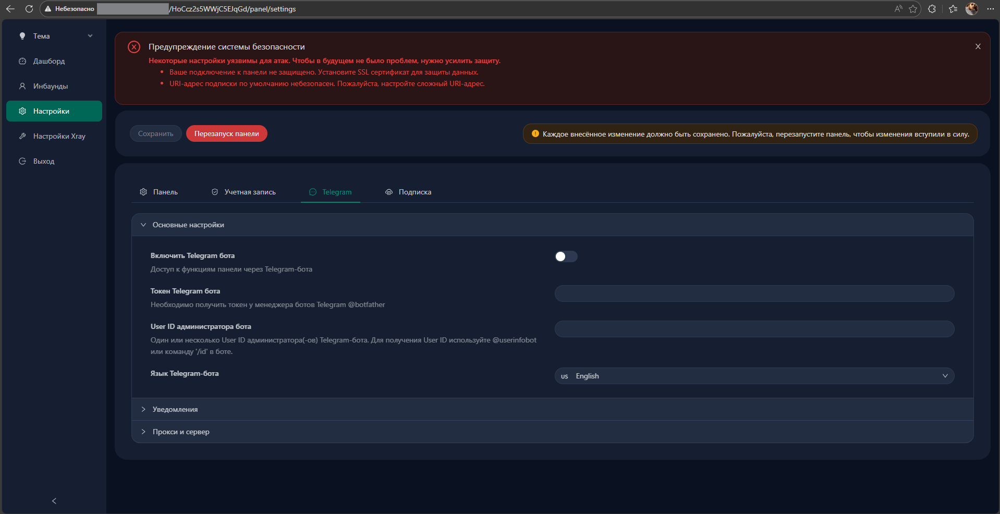 Небезопасно /HoCcz2s5WWjC5EJqGd/panel/settings
Тема
Дашборд
Инбаунды
Настройки
Настройки Xray
Выход
Предупреждение системы безопасности
Некоторые настройки уязвимы для атак. Чтобы в будущем не было проблем, нужно усилить защиту.
• Ваше подключение к панели не защищено. Установите SSL сертификат для защиты данных.
• URI-адрес подписки по умолчанию небезопасен. Пожалуйста, настройте сложный URI-адрес.
Сохранить Перезапуск панели Каждое внесённое изменение должно быть сохранено. Пожалуйста, перезапустите панель, чтобы изменения вступили в силу.
Панель Учетная запись Telegram Подписка
Основные настройки
Включить Telegram бота
Доступ к функциям панели через Telegram-бота
Токен Telegram бота
Необходимо получить токен у менеджера ботов Telegram @botfather
User ID администратора бота
Один или несколько User ID администратора(-ов) Telegram-бота. Для получения User ID используйте @userinfobot
или команду '/id' в боте.
Язык Telegram-бота
us English
Уведомления
Прокси и сервер